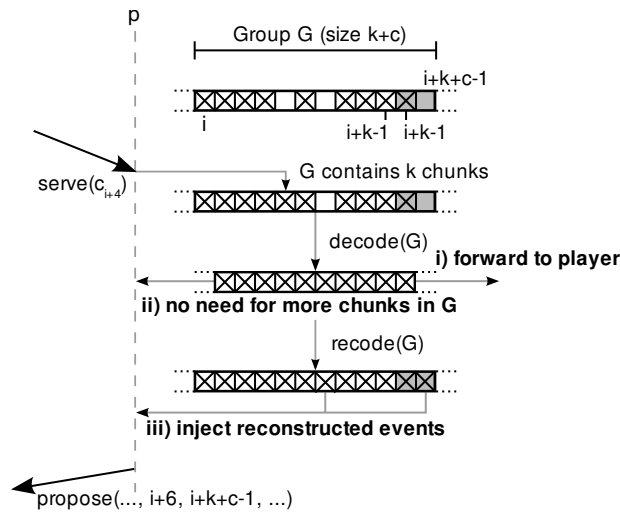 p
Group G (size k+c)
i+k+c-1
i
i+k-1
i+k-1
G contains k chunks
serve(c_{i+4})
decode(G)
i) forward to player
ii) no need for more chunks in G
recode(G)
iii) inject reconstructed events
propose(..., i+6, i+k+c-1, ...)